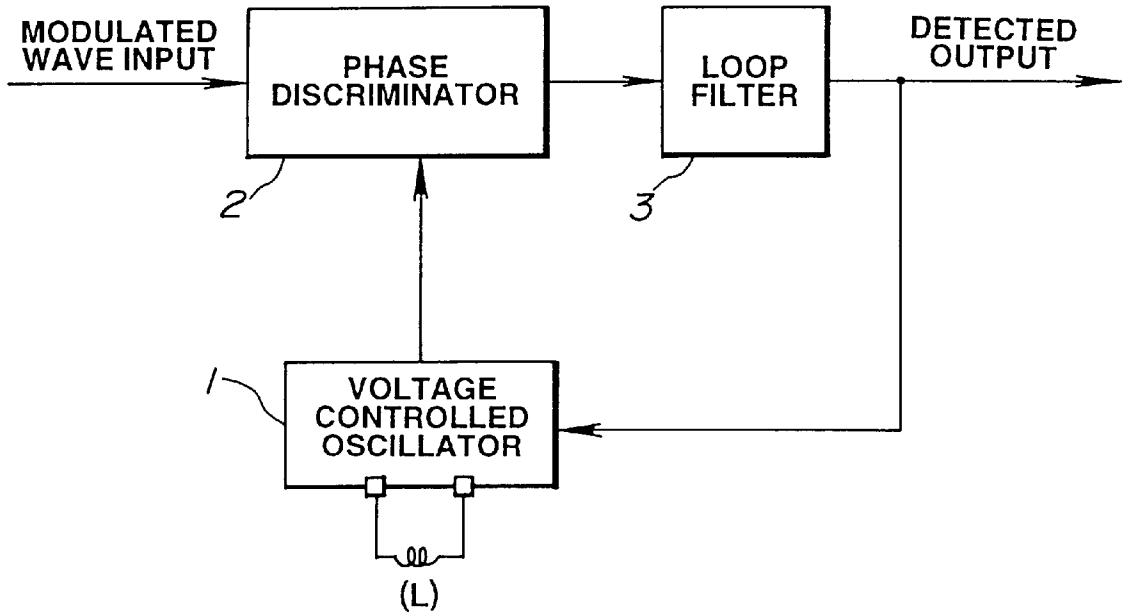 MODULATED
WAVE INPUT
PHASE
DISCRIMINATOR
LOOP
FILTER
DETECTED
OUTPUT
2
3
1
VOLTAGE
CONTROLLED
OSCILLATOR
(L)